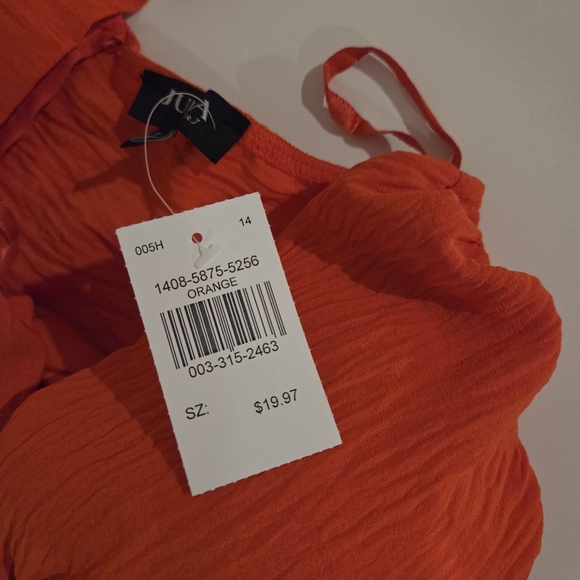 005H 14
1408-5875-5256
ORANGE
003-315-2463
SZ: $19.97